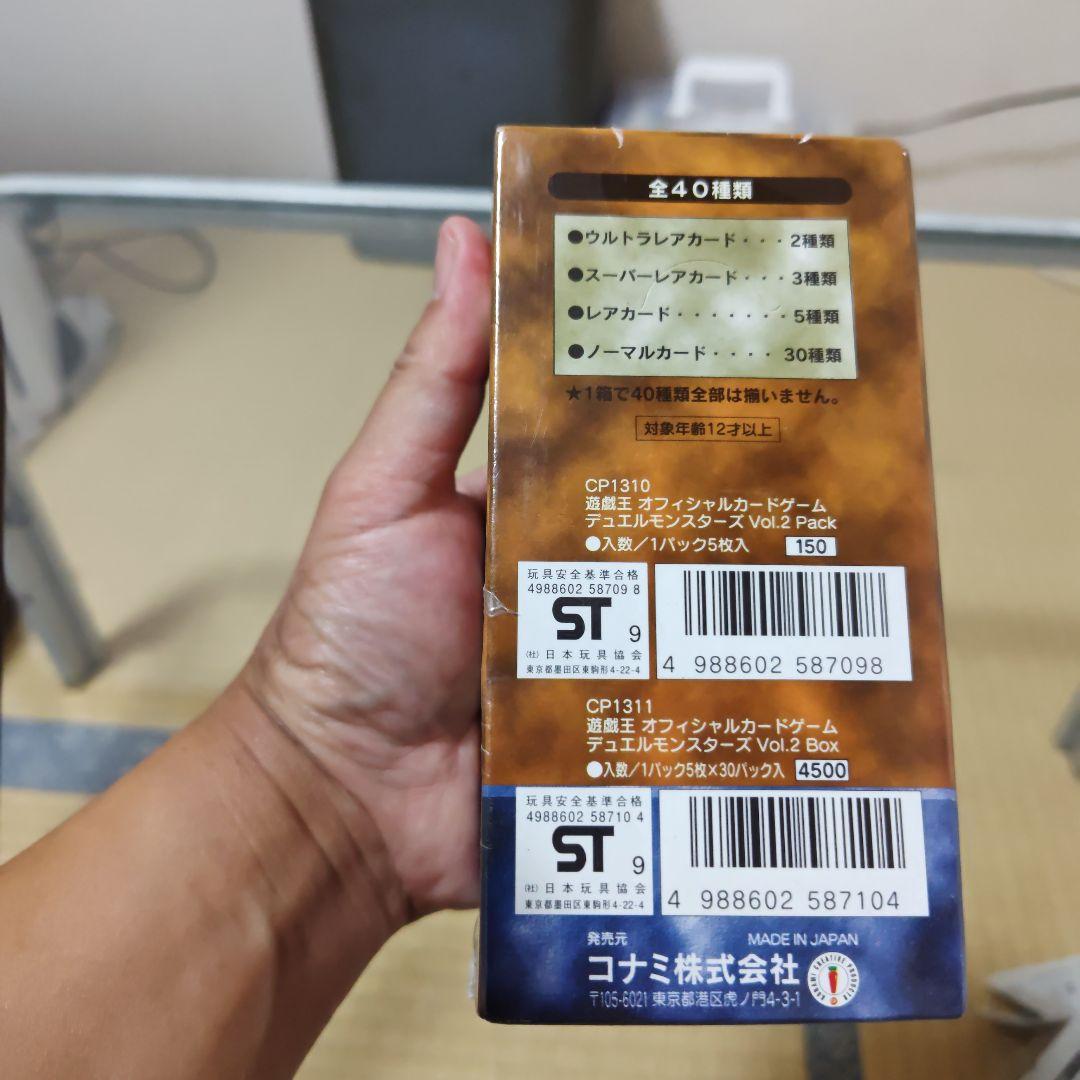 全40種類
●ウルトラレアカード・・・2種類
●スーパーレアカード・・・3種類
●レアカード・・・・・・・5種類
●ノーマルカード・・・・30種類
★1箱で40種類全部は揃いません。
対象年齢12才以上
CP1310
遊戯王 オフィシャルカードゲーム
デュエルモンスターズ Vol.2 Pack
●入数/1パック5枚入 150
玩具安全基準合格
4988602 58709 8
ST 9
(社)日本玩具協会
東京都墨田区東駒形4-22-4
4 988602 587098
CP1311
遊戯王 オフィシャルカードゲーム
デュエルモンスターズ Vol.2 Box
●入数/1パック5枚×30パック入 4500
玩具安全基準合格
4988602 58710 4
ST 9
(社)日本玩具協会
東京都墨田区東駒形4-22-4
4 988602 587104
発売元 MADE IN JAPAN
コナミ株式会社
〒105-6021 東京都港区虎ノ門4-3-1